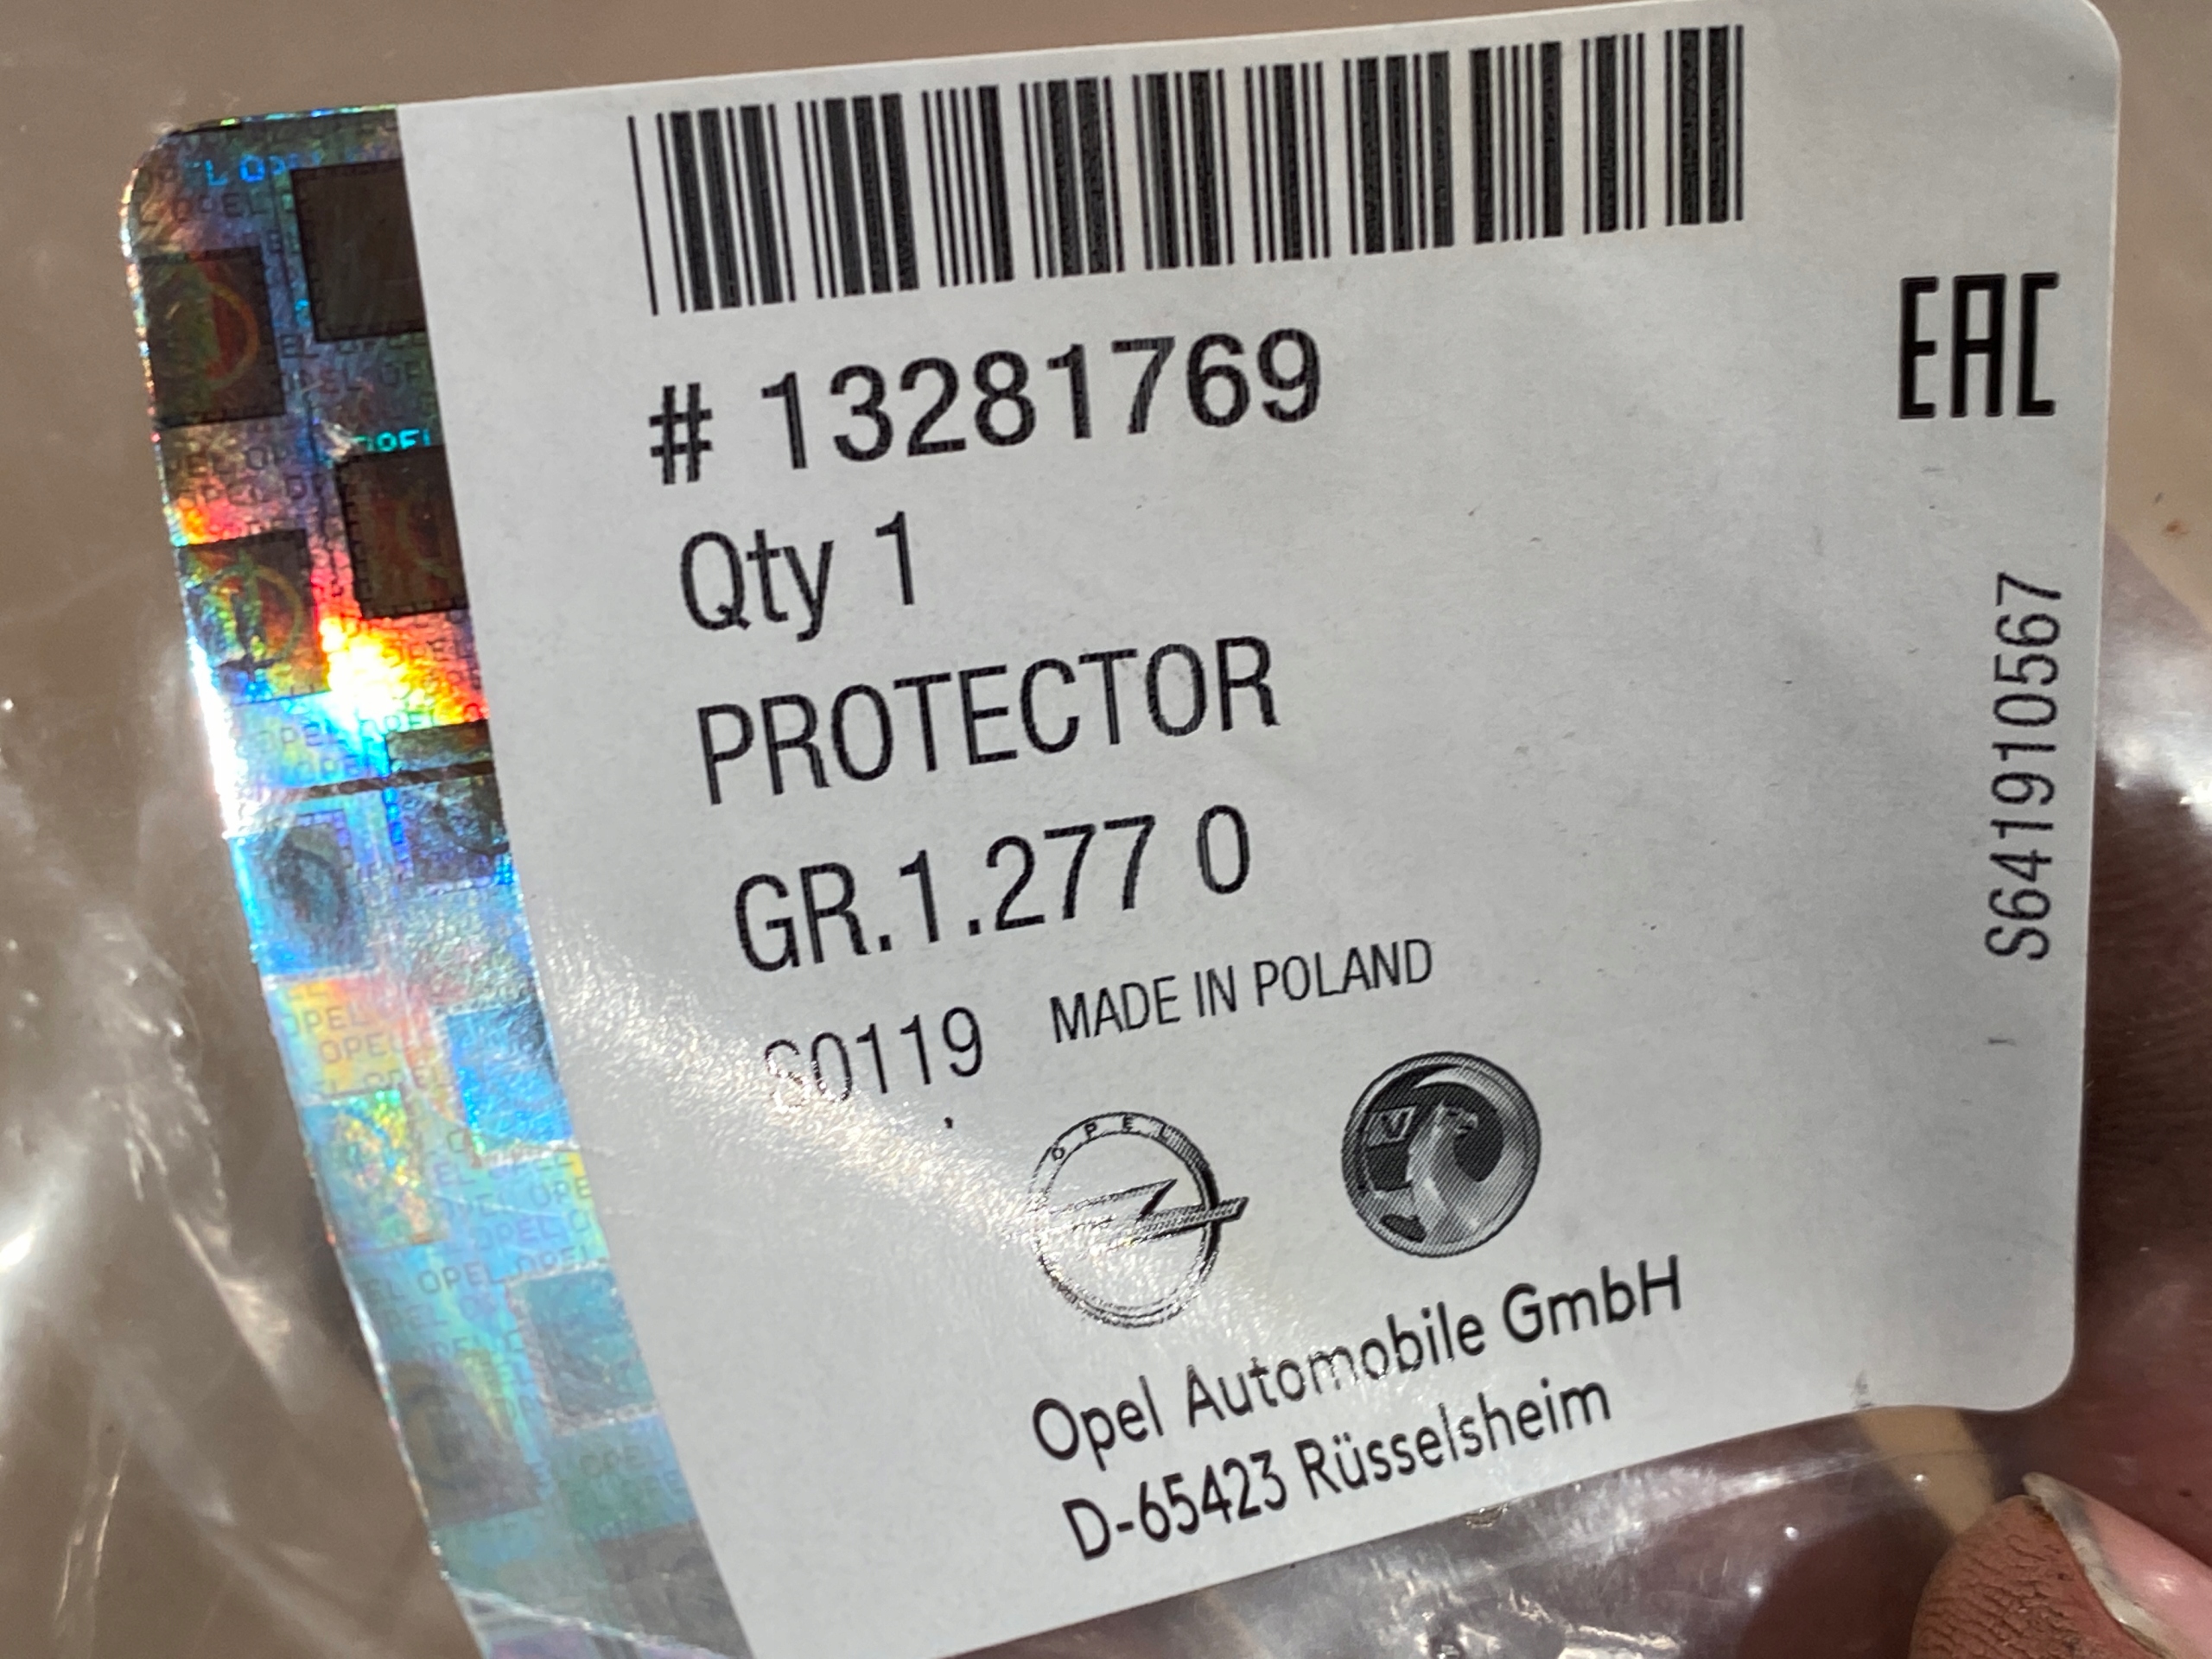 # 13281769
EAC
Qty 1
PROTECTOR
GR.1.277 0
S0119 MADE IN POLAND
S641910567
OPEL
V
Opel Automobile GmbH
D-65423 Rüsselsheim